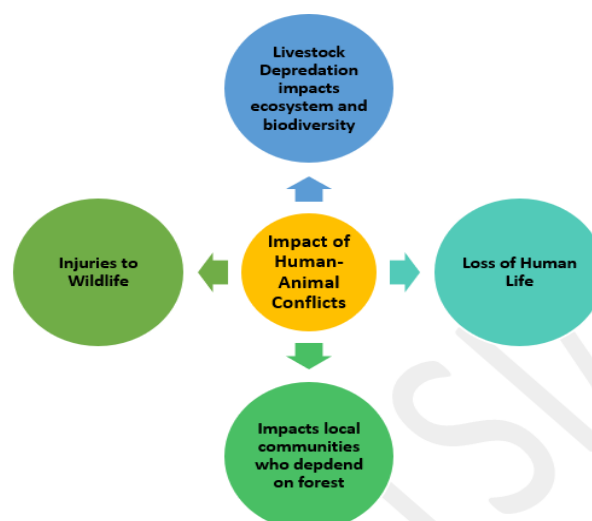 Livestock
Depredation
impacts
ecosystem and
biodiversity
Injuries to
Wildlife
Impact of
Human-
Animal
Conflicts
Loss of Human
Life
Impacts local
communities
who depdend
on forest